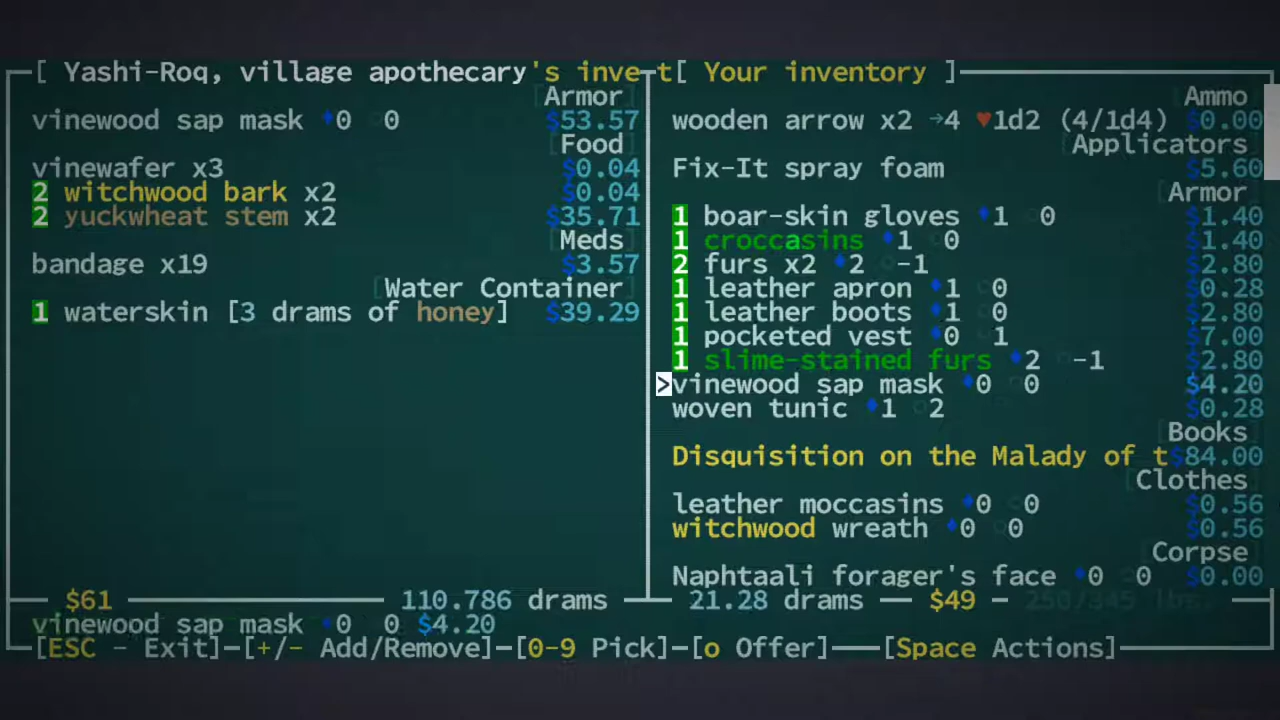 [ Yashi-Roq, village apothecary's inve
Armor
vinewood sap mask ♦0 ○0 $53.57
[Food
vinewafer x3 $0.04
2 witchwood bark x2 $0.04
2 yuckwheat stem x2 $35.71
[Meds
bandage x19 $3.57
[Water Container
1 waterskin [3 drams of honey] $39.29
$61 110.786 drams
t[ Your inventory ]
Ammo
wooden arrow x2 →4 ♥1d2 (4/1d4) $0.00
[Applicators
Fix-It spray foam $5.60
[Armor
1 boar-skin gloves ♦1 ○0 $1.40
1 croccasins ♦1 ○0 $1.40
2 furs x2 ♦2 ○-1 $2.80
1 leather apron ♦1 ○0 $0.28
1 leather boots ♦1 ○0 $2.80
1 pocketed vest ♦0 ○1 $7.00
1 slime-stained furs ♦2 ○-1 $2.80
>vinewood sap mask ♦0 ○0 $4.20
woven tunic ♦1 ○2 $0.28
[Books
Disquisition on the Malady of t$84.00
[Clothes
leather moccasins ♦0 ○0 $0.56
witchwood wreath ♦0 ○0 $0.56
Corpse
Naphtaali forager's face ♦0 ○0 $0.00
21.28 drams $49 250/345 lbs.
vinewood sap mask ♦0 ○0 $4.20
[ESC - Exit]-[+/- Add/Remove]-[0-9 Pick]-[o Offer]-[Space Actions]